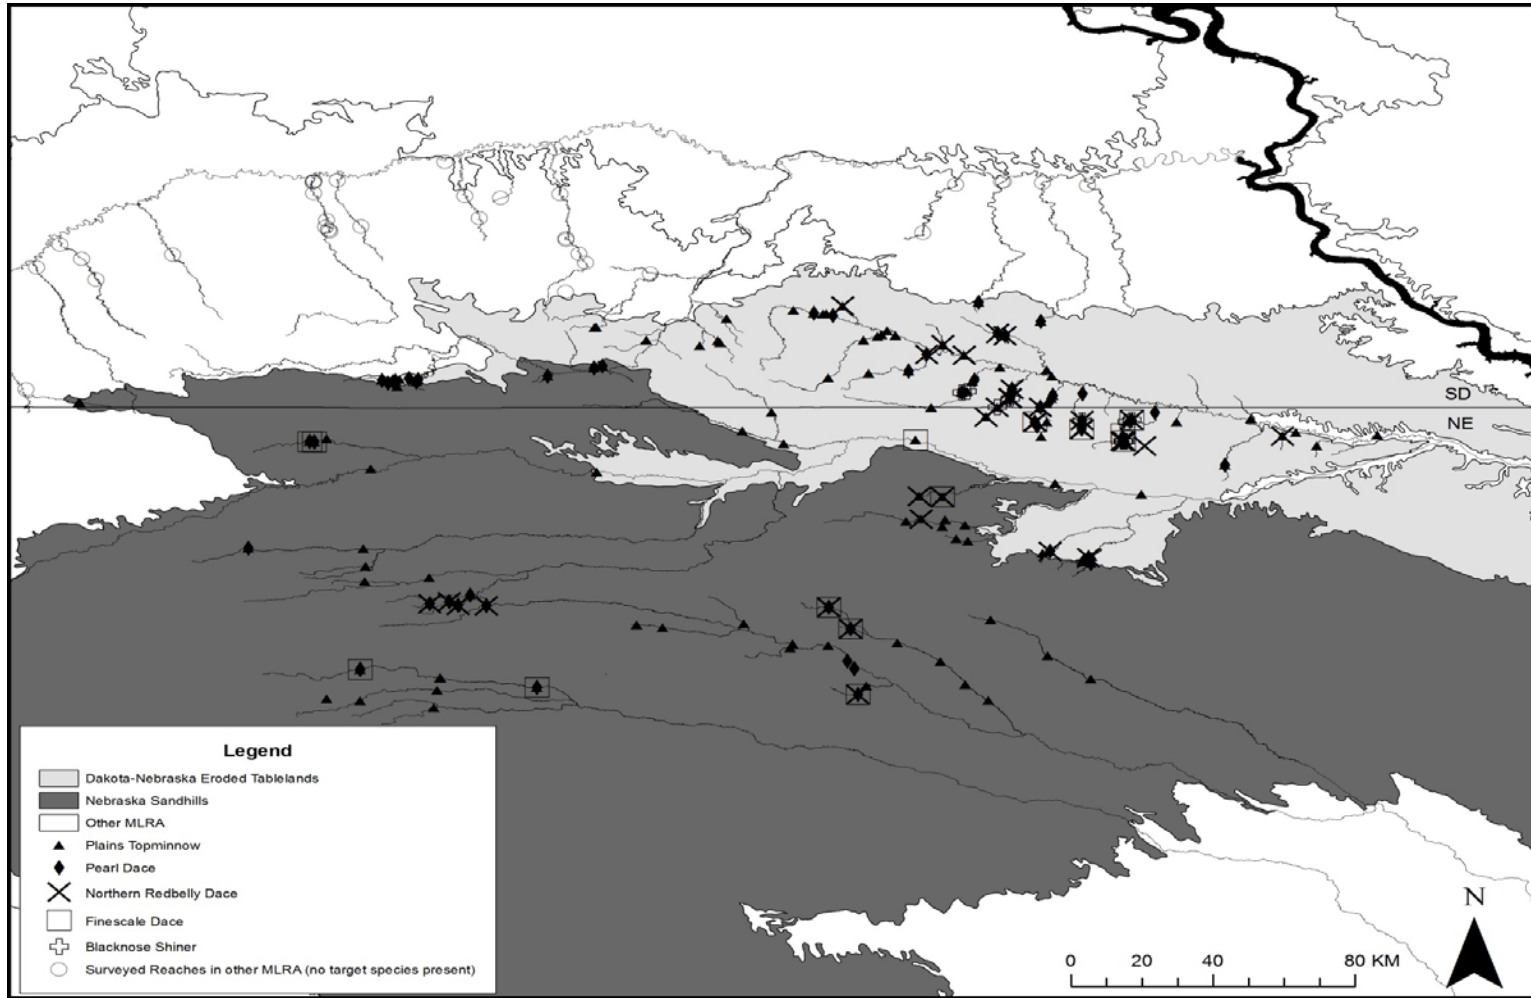 SD
NE
Legend
Dakota-Nebraska Eroded Tablelands
Nebraska Sandhills
Other MLRA
Plains Topminnow
Pearl Dace
Northern Redbelly Dace
Finescale Dace
Blacknose Shiner
Surveyed Reaches in other MLRA (no target species present)
N
0 20 40 80 KM